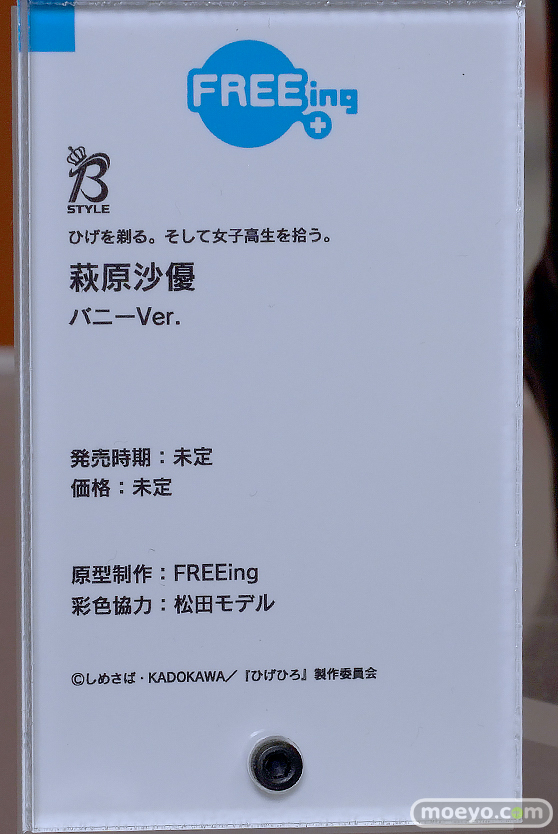 FREEing
B
STYLE
ひげを剃る。そして女子高生を拾う。
萩原沙優
バニーVer.
発売時期：未定
価格：未定
原型制作：FREEing
彩色協力：松田モデル
©しめさば・KADOKAWA／『ひげひろ』製作委員会
moeyo.com